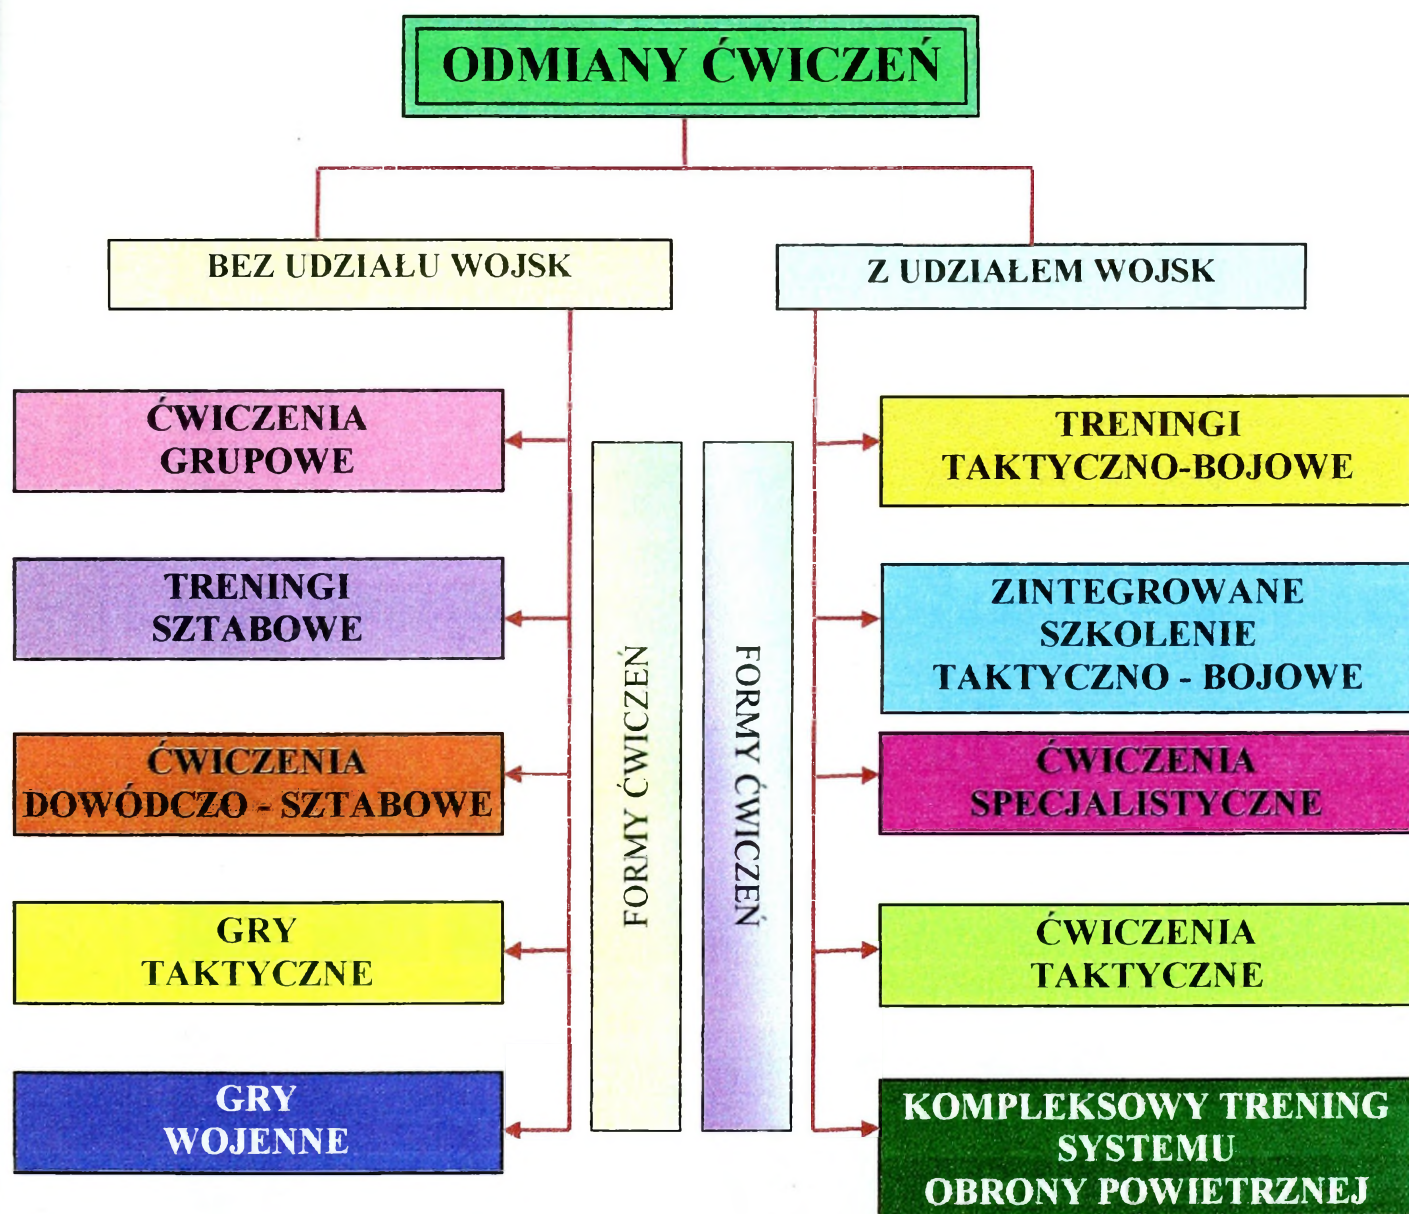 ODMIANY ĆWICZEŃ
BEZ UDZIAŁU WOJSK
ĆWICZENIA
GRUPOWE
TRENINGI
SZTABOWE
ĆWICZENIA
DOWÓDCZO - SZTABOWE
GRY
TAKTYCZNE
GRY
WOJENNE
FORMY ĆWICZEŃ
Z UDZIAŁEM WOJSK
FORMY ĆWICZEŃ
TRENINGI
TAKTYCZNO-BOJOWE
ZINTEGROWANE
SZKOLENIE
TAKTYCZNO - BOJOWE
ĆWICZENIA
SPECJALISTYCZNE
ĆWICZENIA
TAKTYCZNE
KOMPLEKSOWY TRENING
SYSTEMU
OBRONY POWIETRZNEJ